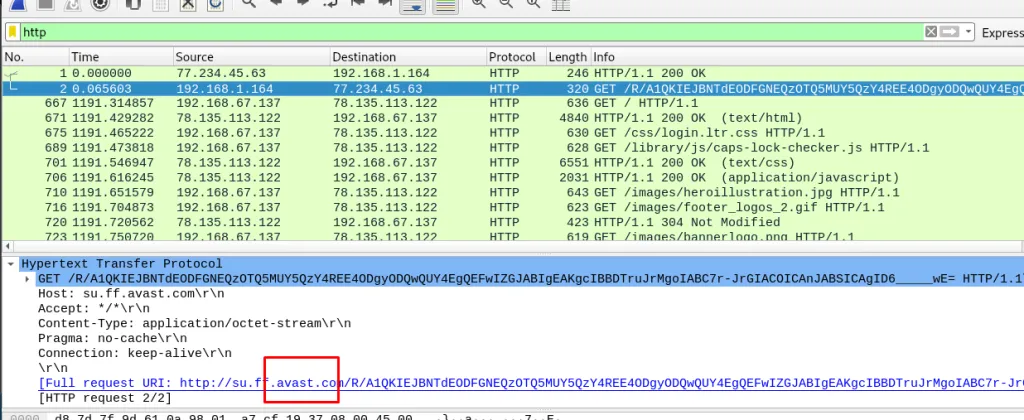 http
Express
No. Time Source Destination Protocol Length Info
1 0.000000 77.234.45.63 192.168.1.164 HTTP 246 HTTP/1.1 200 OK
2 0.065603 192.168.1.164 77.234.45.63 HTTP 320 GET /R/A1QKIEJBNTdEODFGNEQzOTQ5MUY5QzY4REE4ODgyODQwQUY4EgQ
667 1191.314857 192.168.67.137 78.135.113.122 HTTP 636 GET / HTTP/1.1
671 1191.429282 78.135.113.122 192.168.67.137 HTTP 4840 HTTP/1.1 200 OK (text/html)
675 1191.465222 192.168.67.137 78.135.113.122 HTTP 630 GET /css/login.ltr.css HTTP/1.1
689 1191.473818 192.168.67.137 78.135.113.122 HTTP 628 GET /library/js/caps-lock-checker.js HTTP/1.1
701 1191.546947 78.135.113.122 192.168.67.137 HTTP 6551 HTTP/1.1 200 OK (text/css)
706 1191.616245 78.135.113.122 192.168.67.137 HTTP 2031 HTTP/1.1 200 OK (application/javascript)
710 1191.651579 192.168.67.137 78.135.113.122 HTTP 643 GET /images/heroillustration.jpg HTTP/1.1
716 1191.704873 192.168.67.137 78.135.113.122 HTTP 623 GET /images/footer_logos_2.gif HTTP/1.1
720 1191.720562 78.135.113.122 192.168.67.137 HTTP 423 HTTP/1.1 304 Not Modified
723 1191.750720 192.168.67.137 78.135.113.122 HTTP 619 GET /images/bannerlogo.png HTTP/1.1
Hypertext Transfer Protocol
GET /R/A1QKIEJBNTdEODFGNEQzOTQ5MUY5QzY4REE4ODgyODQwQUY4EgQEFwIZGJABIgEAKgcIBBDTruJrMgoIABC7r-JrGIACOICAnJABSICAgID6_____wE= HTTP/1.1
Host: su.ff.avast.com\r\n
Accept: */*\r\n
Content-Type: application/octet-stream\r\n
Pragma: no-cache\r\n
Connection: keep-alive\r\n
\r\n
[Full request URI: http://su.ff.avast.com/R/A1QKIEJBNTdEODFGNEQzOTQ5MUY5QzY4REE4ODgyODQwQUY4EgQEFwIZGJABIgEAKgcIBBDTruJrMgoIABC7r-JrG
[HTTP request 2/2]